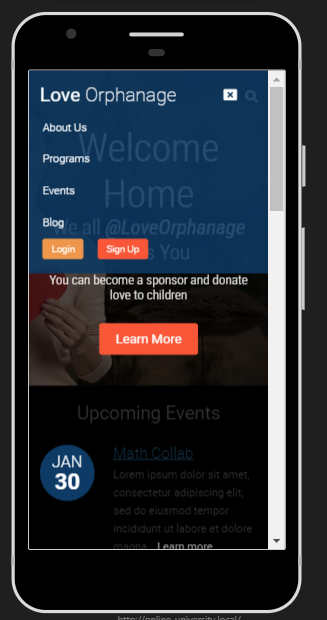 Love Orphanage
About Us
Welcome
Programs
Home
Events
We all @LoveOrphanage
Blog
s You
Login
Sign Up
You can become a sponsor and donate
love to children
Learn More
Upcoming Events
JAN
30
Math Collab
Lorem ipsum dolor sit amet,
consectetur adipiscing elit,
sed do eiusmod tempor
incididunt ut labore et dolore
magna... Learn more
http://online-university.local/